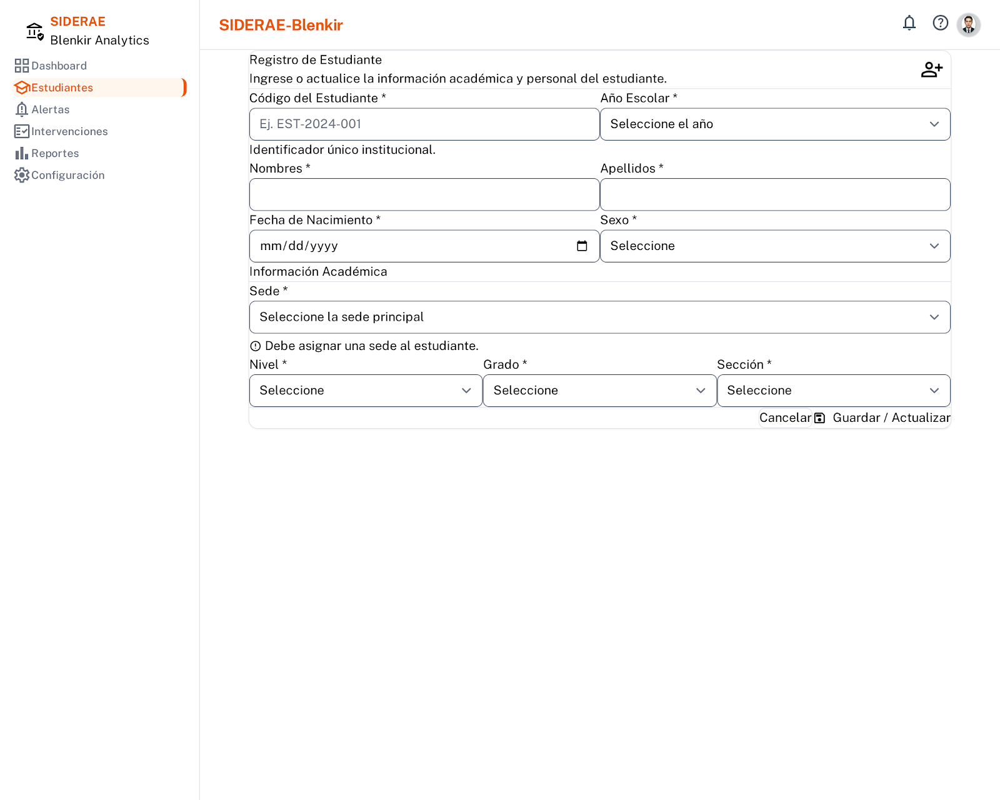 SIDERAE
Blenkir Analytics
Dashboard
Estudiantes
Alertas
Intervenciones
Reportes
Configuración
SIDERAE-Blenkir
Registro de Estudiante
Ingrese o actualice la información académica y personal del estudiante.
Código del Estudiante * Año Escolar *
Ej. EST-2024-001 Seleccione el año
Identificador único institucional.
Nombres * Apellidos *
Fecha de Nacimiento * Sexo *
mm/dd/yyyy Seleccione
Información Académica
Sede *
Seleccione la sede principal
Debe asignar una sede al estudiante.
Nivel * Grado * Sección *
Seleccione Seleccione Seleccione
Cancelar Guardar / Actualizar